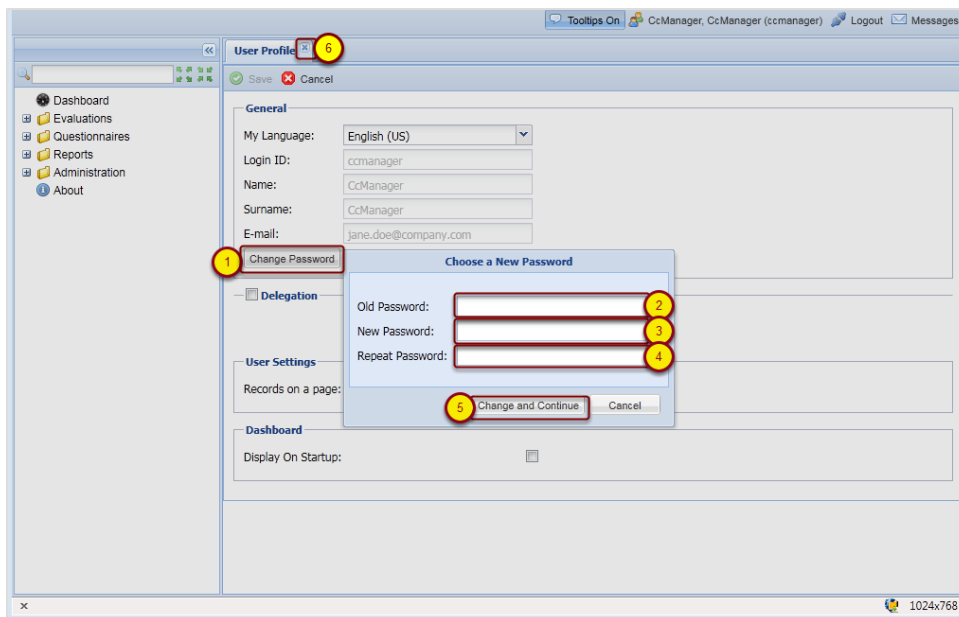 Tooltips On CcManager, CcManager (ccmanager) Logout Messages
User Profile 6
Save Cancel
Dashboard
Evaluations
Questionnaires
Reports
Administration
About
General
My Language: English (US)
Login ID: ccmanager
Name: CcManager
Surname: CcManager
E-mail: jane.doe@company.com
1 Change Password
Choose a New Password
Old Password: 2
New Password: 3
Repeat Password: 4
5 Change and Continue Cancel
Delegation
User Settings
Records on a page:
Dashboard
Display On Startup:
1024x768